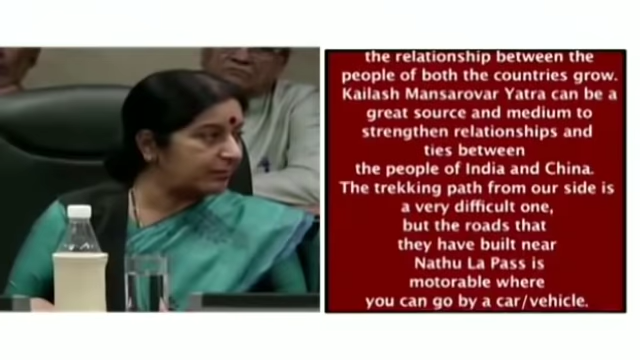 the relationship between the
people of both the countries grow.
Kailash Mansarovar Yatra can be a
great source and medium to
strengthen relationships and
ties between
the people of India and China.
The trekking path from our side is
a very difficult one,
but the roads that
they have built near
Nathu La Pass is
motorable where
you can go by a car/vehicle.